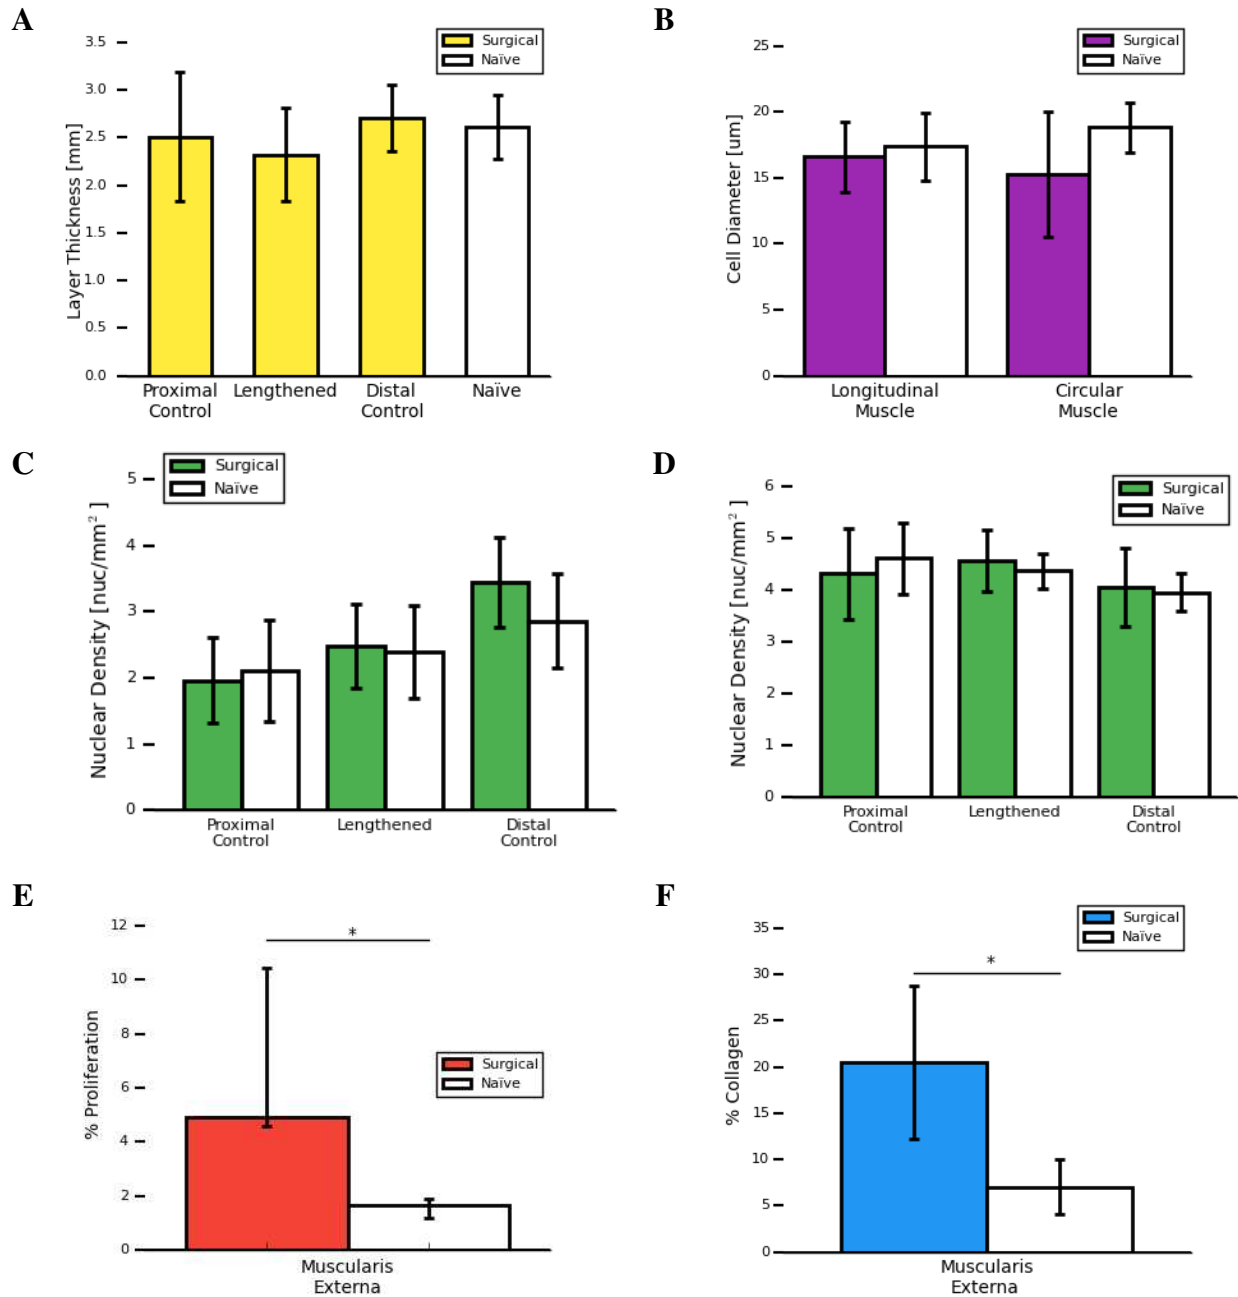 A
3.5
3.0
2.5
2.0
1.5
1.0
0.5
0.0
Layer Thickness [mm]
Surgical
Naïve
Proximal
Control
Lengthened
Distal
Control
Naïve
B
25
20
15
10
5
0
Cell Diameter [um]
Surgical
Naïve
Longitudinal
Muscle
Circular
Muscle
C
5
4
3
2
1
0
Nuclear Density [nuc/mm² ]
Surgical
Naïve
Proximal
Control
Lengthened
Distal
Control
D
6
5
4
3
2
1
0
Nuclear Density [nuc/mm² ]
Surgical
Naïve
Proximal
Control
Lengthened
Distal
Control
E
12
10
8
6
4
2
0
% Proliferation
*
Surgical
Naïve
Muscularis
Externa
F
35
30
25
20
15
10
5
0
% Collagen
*
Surgical
Naïve
Muscularis
Externa